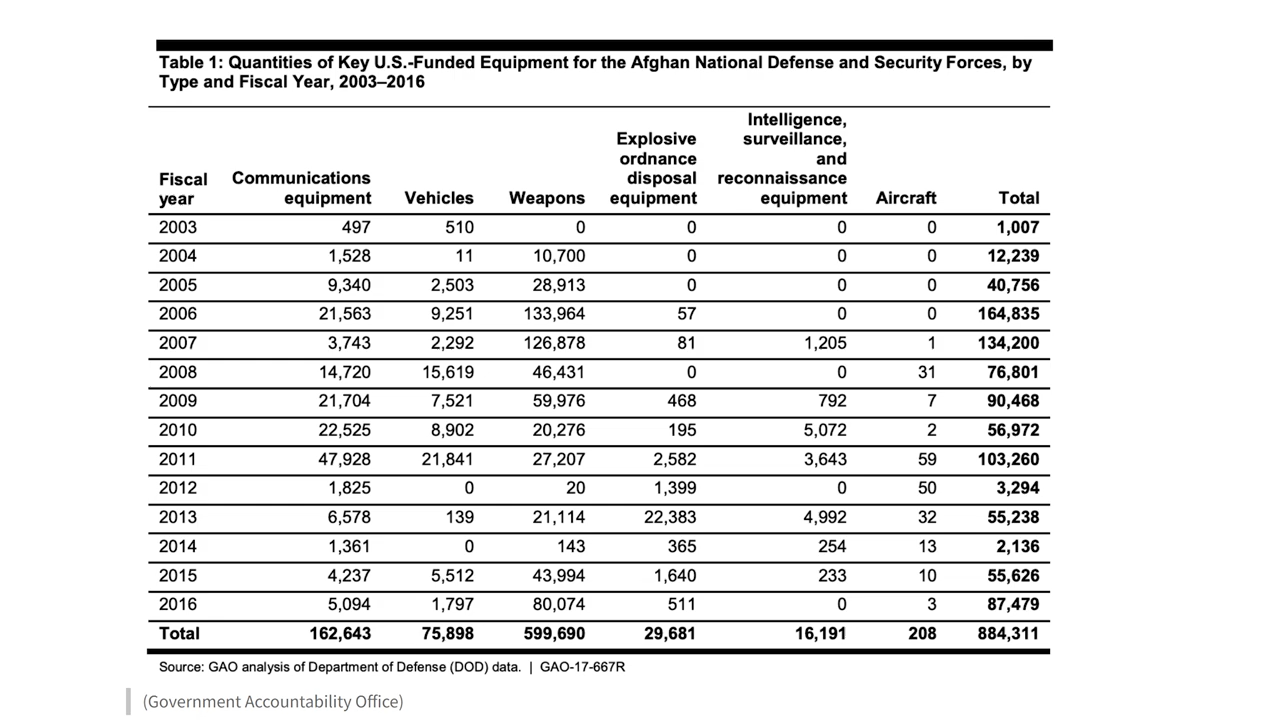 Table 1: Quantities of Key U.S.-Funded Equipment for the Afghan National Defense and Security Forces, by
Type and Fiscal Year, 2003–2016
Fiscal year Communications equipment Vehicles Weapons Explosive ordnance disposal equipment Intelligence, surveillance, and reconnaissance equipment Aircraft Total
2003 497 510 0 0 0 0 1,007
2004 1,528 11 10,700 0 0 0 12,239
2005 9,340 2,503 28,913 0 0 0 40,756
2006 21,563 9,251 133,964 57 0 0 164,835
2007 3,743 2,292 126,878 81 1,205 1 134,200
2008 14,720 15,619 46,431 0 0 31 76,801
2009 21,704 7,521 59,976 468 792 7 90,468
2010 22,525 8,902 20,276 195 5,072 2 56,972
2011 47,928 21,841 27,207 2,582 3,643 59 103,260
2012 1,825 0 20 1,399 0 50 3,294
2013 6,578 139 21,114 22,383 4,992 32 55,238
2014 1,361 0 143 365 254 13 2,136
2015 4,237 5,512 43,994 1,640 233 10 55,626
2016 5,094 1,797 80,074 511 0 3 87,479
Total 162,643 75,898 599,690 29,681 16,191 208 884,311
Source: GAO analysis of Department of Defense (DOD) data. | GAO-17-667R
(Government Accountability Office)